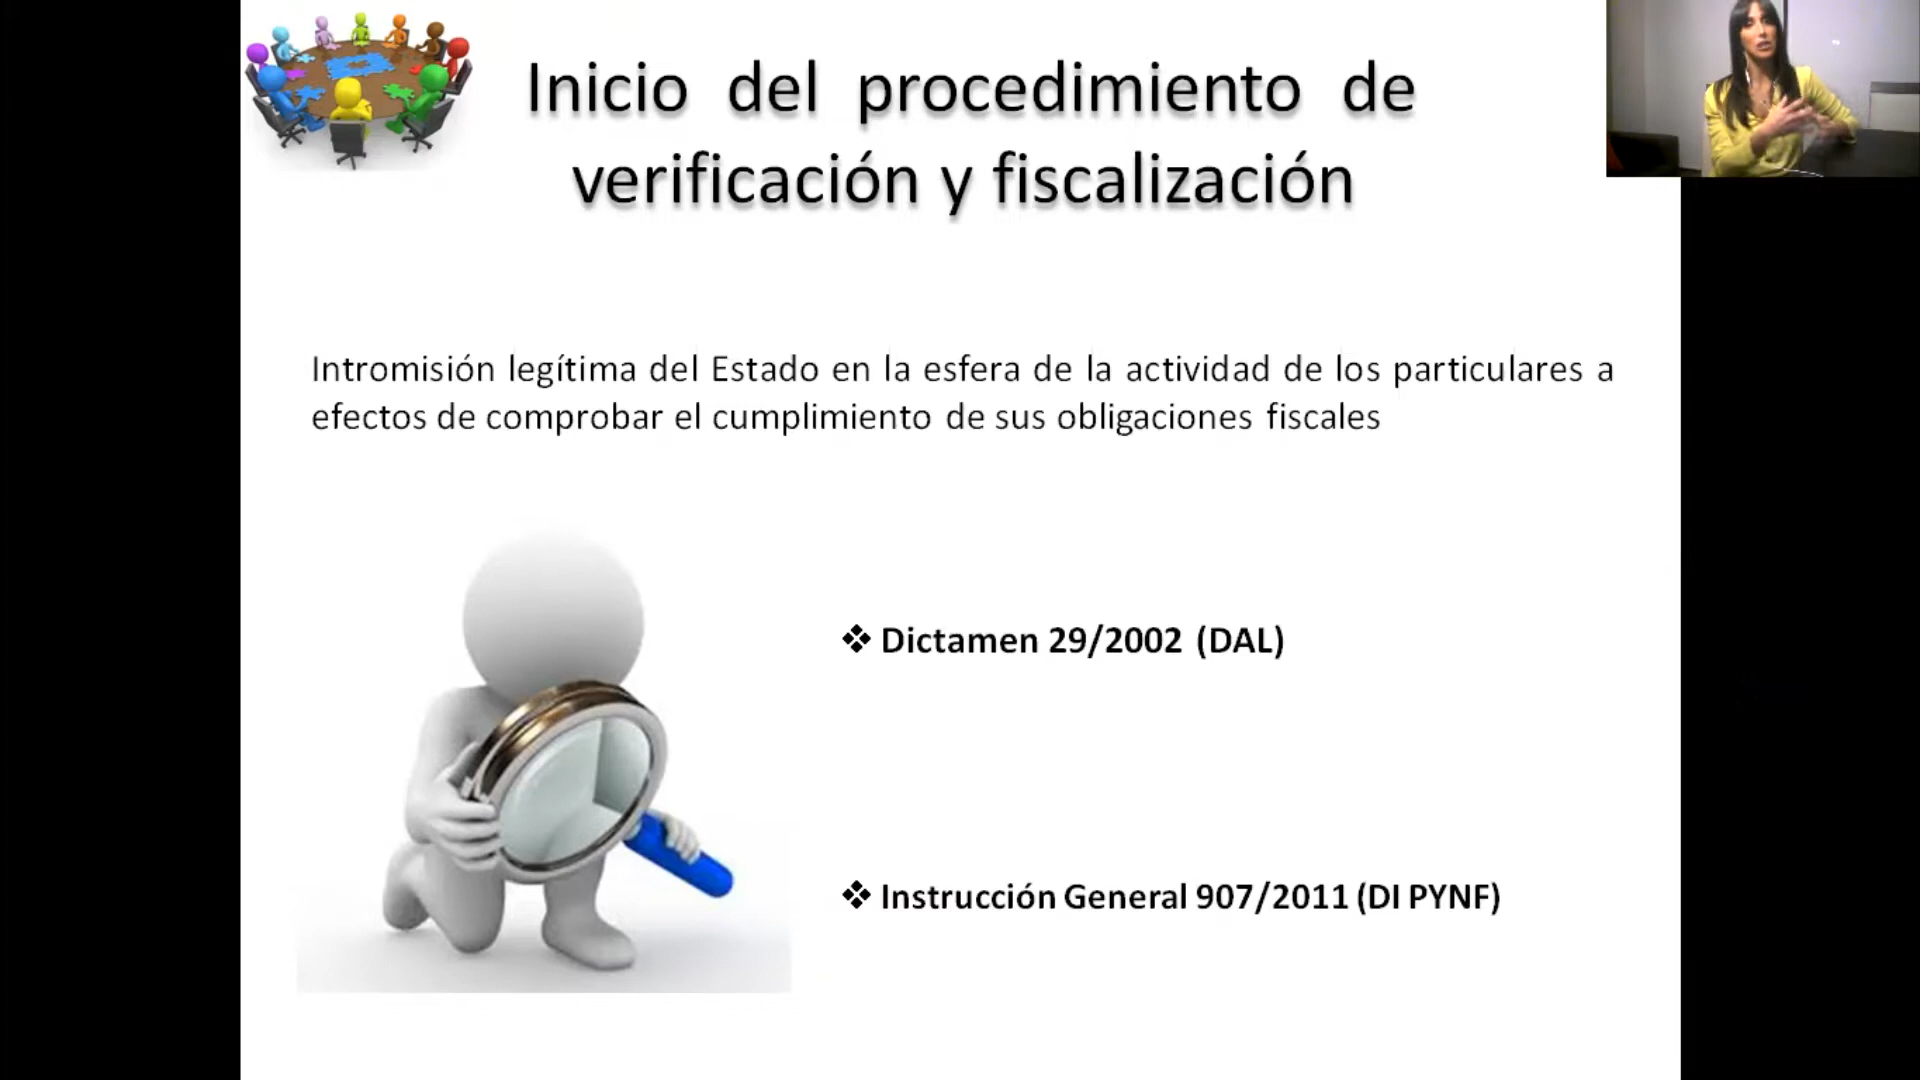 Inicio del procedimiento de
verificación y fiscalización
Intromisión legítima del Estado en la esfera de la actividad de los particulares a
efectos de comprobar el cumplimiento de sus obligaciones fiscales
❖ Dictamen 29/2002 (DAL)
❖ Instrucción General 907/2011 (DI PYNF)